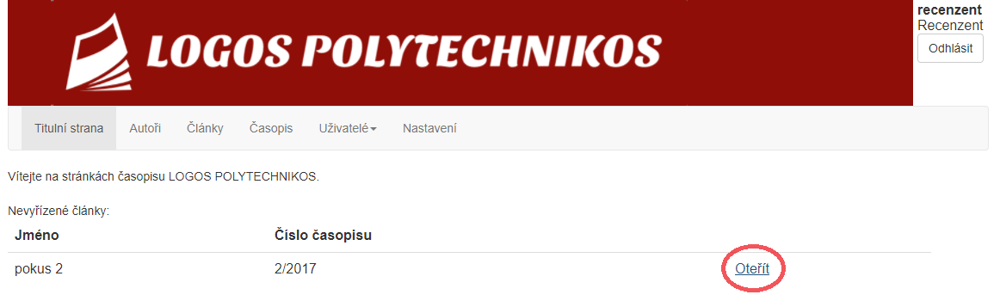 LOGOS POLYTECHNIKOS
recenzent
Recenzent
Odhlásit
Titulní strana Autoři Články Časopis Uživatelé Nastavení
Vítejte na stránkách časopisu LOGOS POLYTECHNIKOS.
Nevyřízené články:
Jméno Číslo časopisu
pokus 2 2/2017 Oteřít